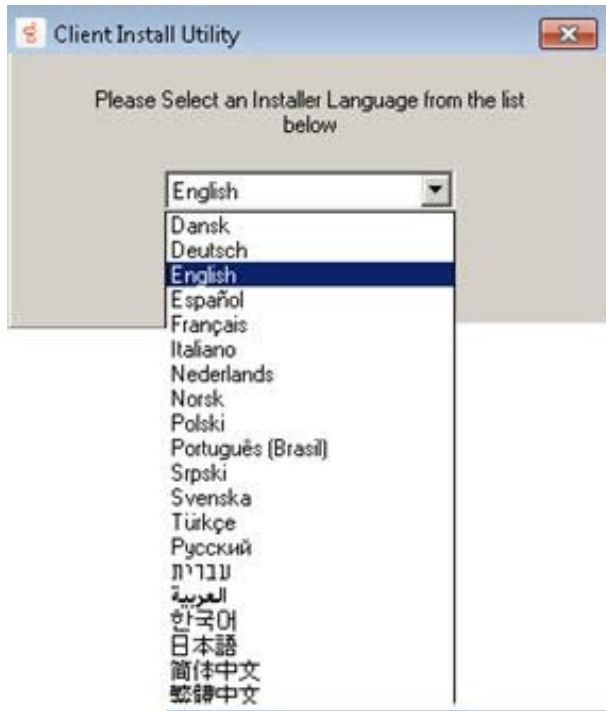 Client Install Utility
Please Select an Installer Language from the list
below
English
Dansk
Deutsch
English
Español
Français
Italiano
Nederlands
Norsk
Polski
Português (Brasil)
Srpski
Svenska
Türkçe
Русский
עברית
العربية
한국어
日本語
简体中文
繁體中文